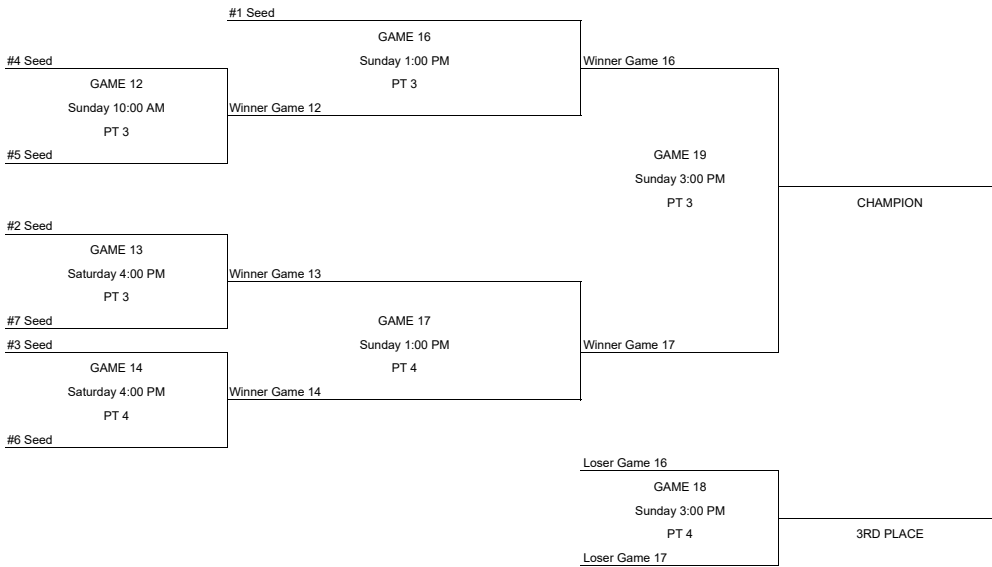 #1 Seed
GAME 16
Sunday 1:00 PM
PT 3
#4 Seed
GAME 12
Sunday 10:00 AM
PT 3
#5 Seed
Winner Game 12
Winner Game 16
GAME 19
Sunday 3:00 PM
PT 3
CHAMPION
#2 Seed
GAME 13
Saturday 4:00 PM
PT 3
#7 Seed
Winner Game 13
GAME 17
Sunday 1:00 PM
PT 4
Winner Game 17
#3 Seed
GAME 14
Saturday 4:00 PM
PT 4
#6 Seed
Winner Game 14
Loser Game 16
GAME 18
Sunday 3:00 PM
PT 4
Loser Game 17
3RD PLACE